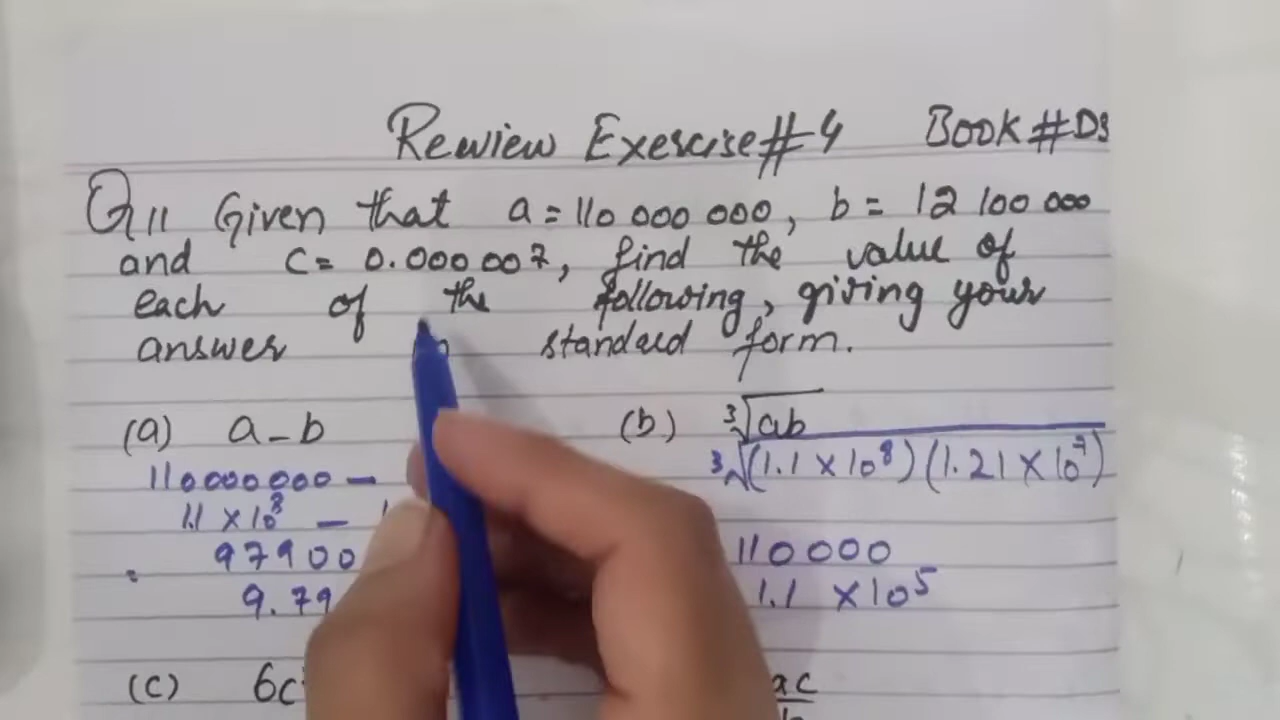 Rewiew Exercise#4 Book #D3
Q11 Given that a = 110 000 000, b = 12 100 000
and c = 0.000 007, find the value of
each of the following, giving your
answer standard form.
(a) a - b
110000000 -
1.1 × 10⁸ -
97900
9.79
(b) ∛ab
∛(1.1 × 10⁸)(1.21 × 10⁷)
110000
1.1 × 10⁵
(c) 6c
ac